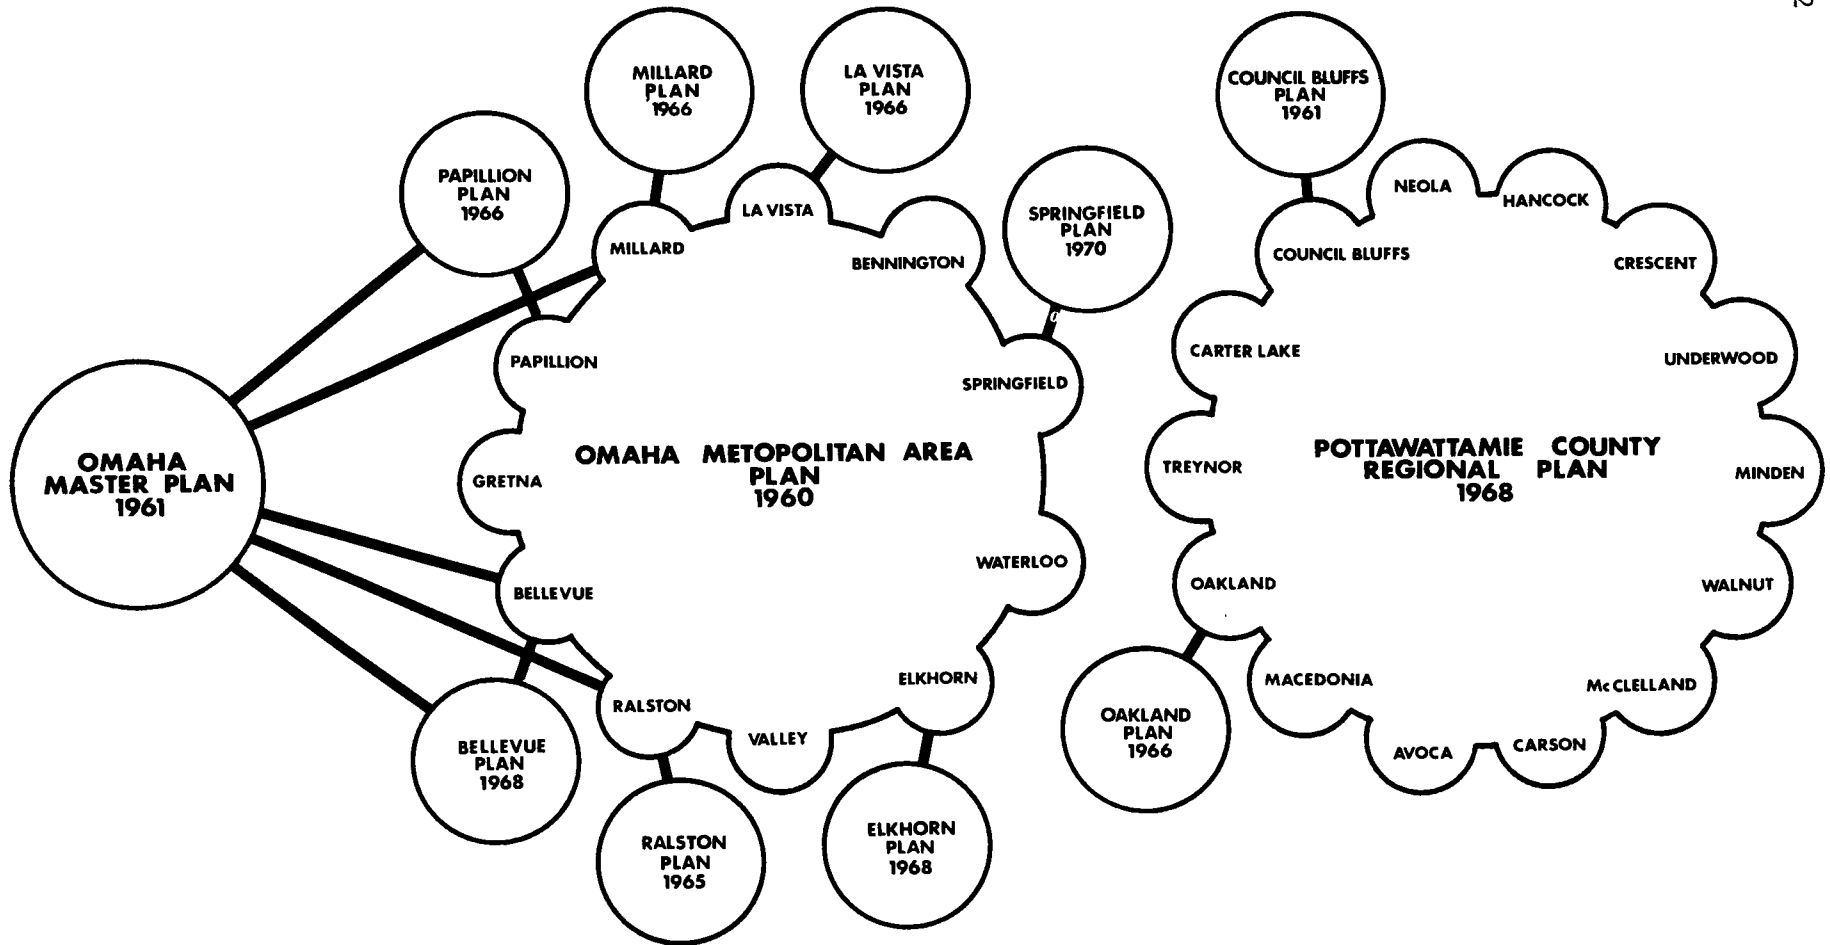 2
MILLARD
PLAN
1966
LA VISTA
PLAN
1966
COUNCIL BLUFFS
PLAN
1961
PAPILLION
PLAN
1966
SPRINGFIELD
PLAN
1970
MILLARD
LA VISTA
BENNINGTON
PAPILLION
SPRINGFIELD
OMAHA
MASTER PLAN
1961
GRETNA
OMAHA METOPOLITAN AREA
PLAN
1960
BELLEVUE
WATERLOO
RALSTON
VALLEY
ELKHORN
BELLEVUE
PLAN
1968
RALSTON
PLAN
1965
ELKHORN
PLAN
1968
NEOLA
HANCOCK
COUNCIL BLUFFS
CRESCENT
CARTER LAKE
UNDERWOOD
TREYNOR
POTTAWATTAMIE COUNTY
REGIONAL PLAN
1968
MINDEN
OAKLAND
WALNUT
MACEDONIA
McCLELLAND
AVOCA
CARSON
OAKLAND
PLAN
1966